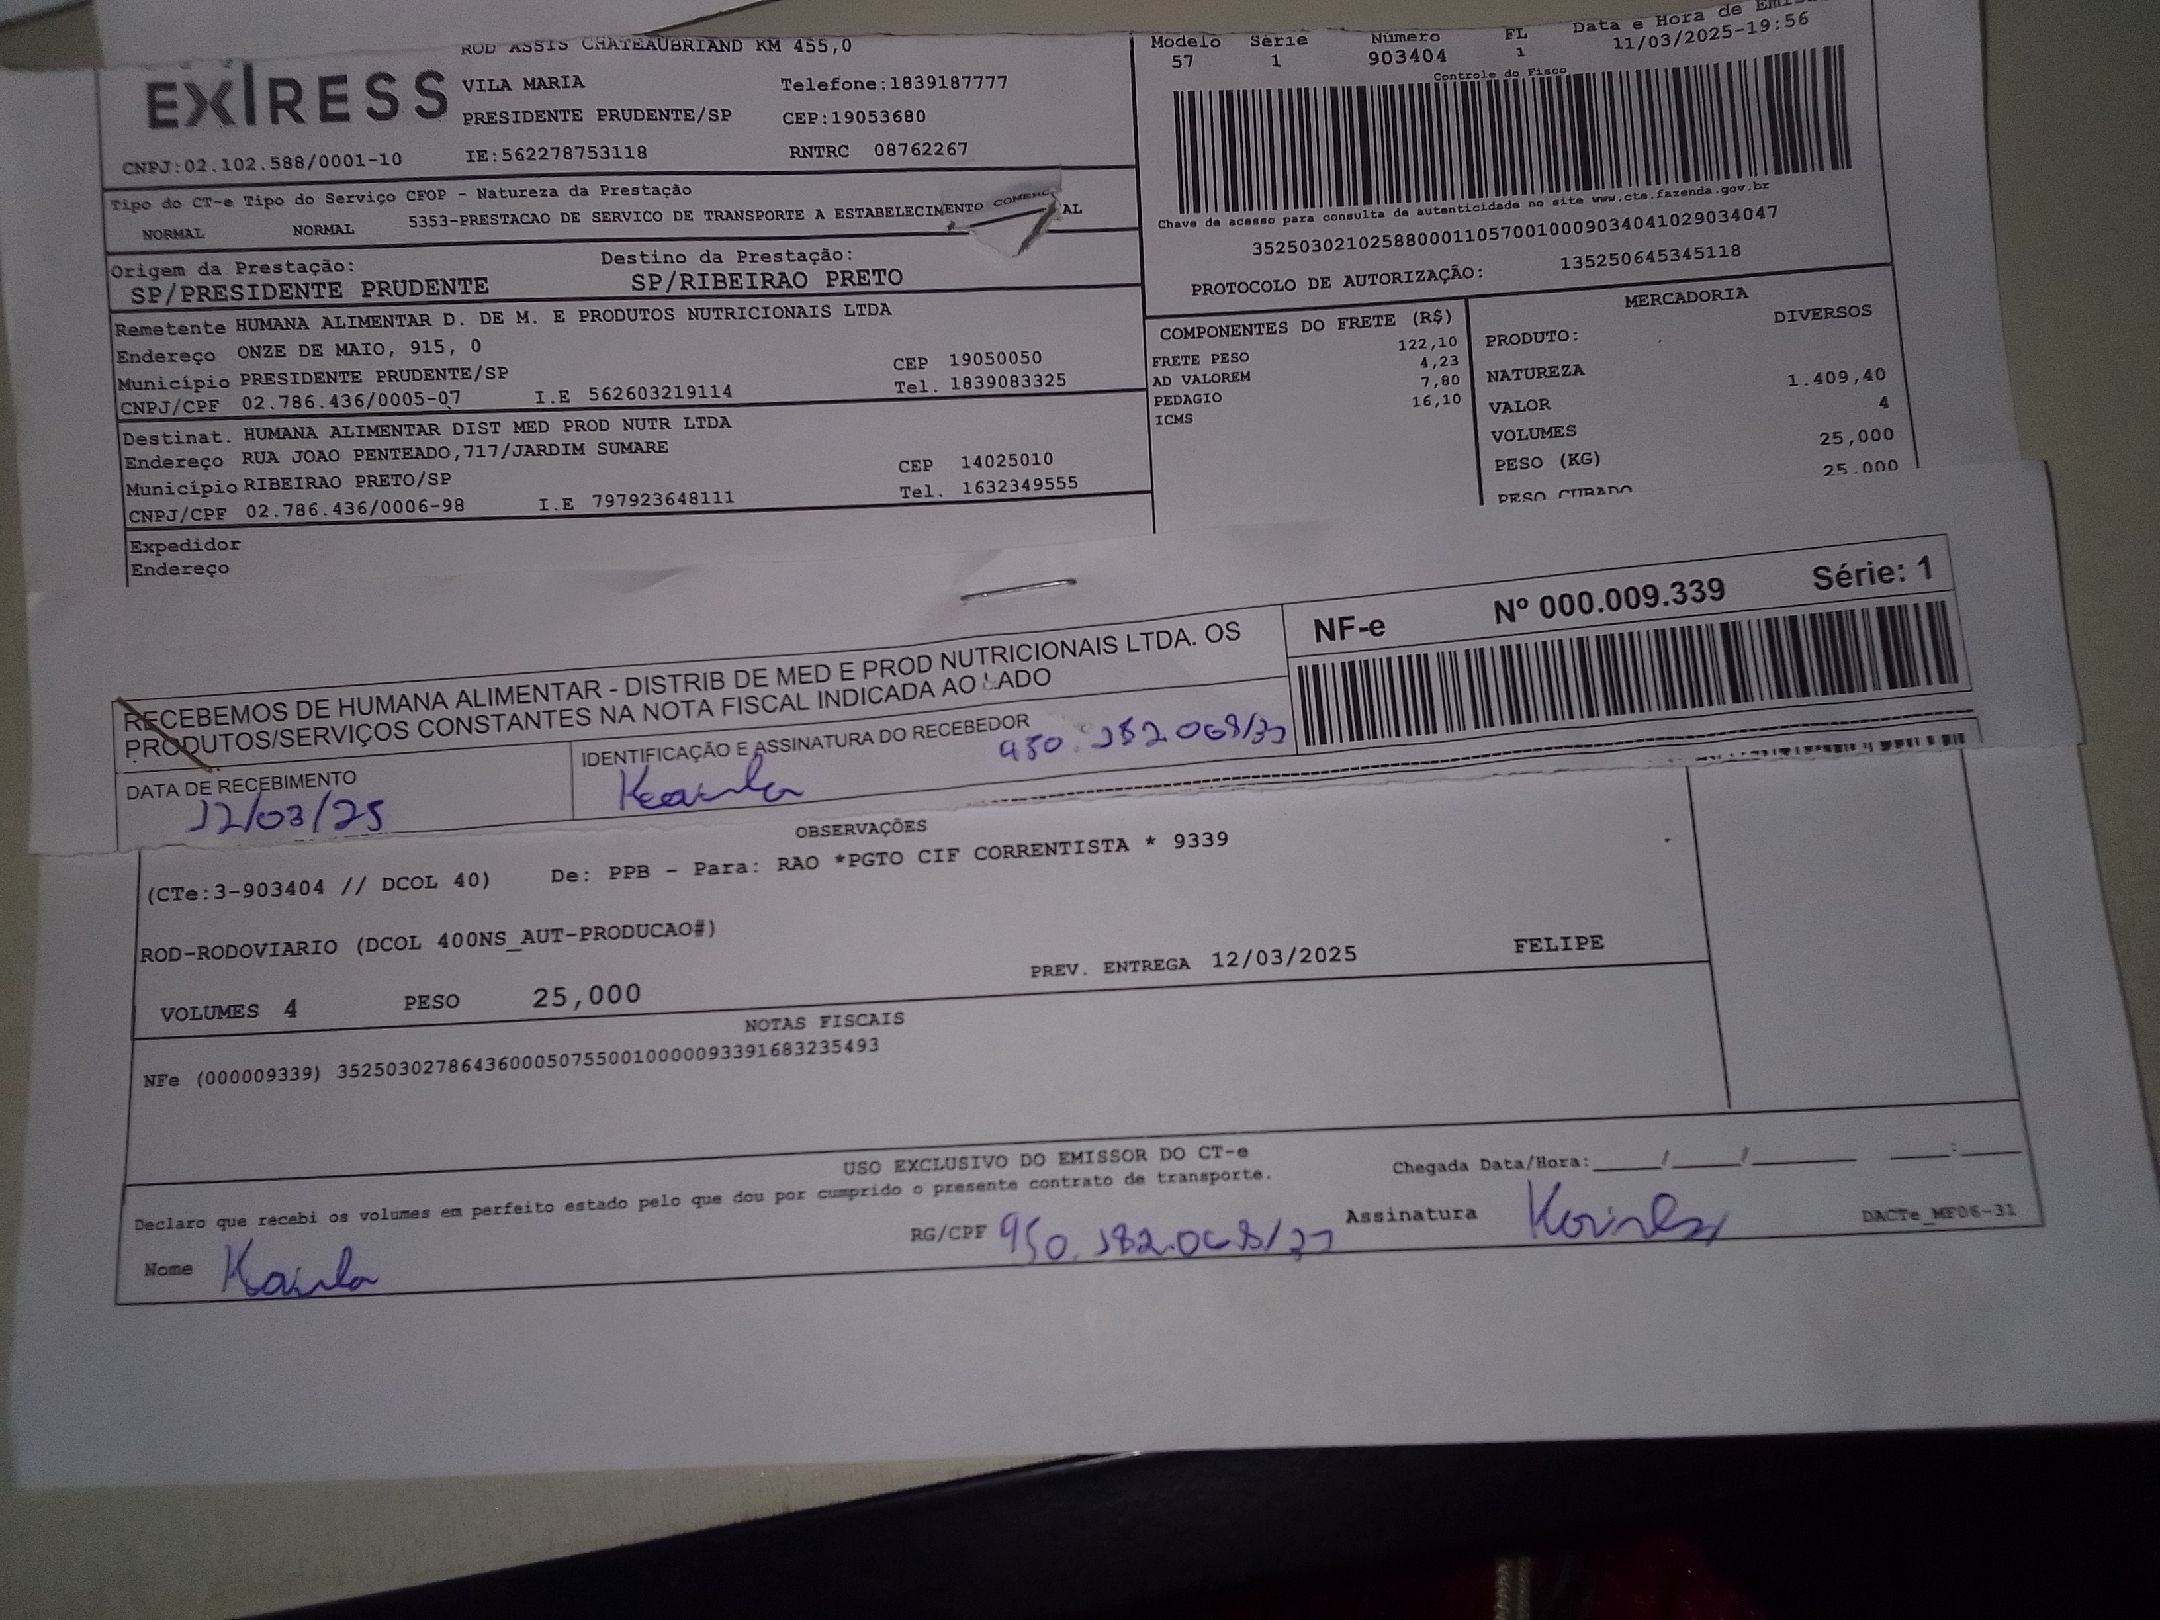 ROD ASSIS CHATEAUBRIAND KM 455,0
EXPRESS
VILA MARIA Telefone:1839187777
PRESIDENTE PRUDENTE/SP CEP:19053680
CNPJ:02.102.588/0001-10 IE:562278753118 RNTRC 08762267
Modelo Série Número FL Data e Hora de
57 1 903404 1 11/03/2025-19:56
Controle do Fisco
Chave de acesso para consulta de autenticidade no site www.cte.fazenda.gov.br
35250302102588000110570010009034041029034047
PROTOCOLO DE AUTORIZAÇÃO: 135250645345118
Tipo do CT-e Tipo do Serviço CFOP - Natureza da Prestação
NORMAL NORMAL 5353-PRESTACAO DE SERVICO DE TRANSPORTE A ESTABELECIMENTO COMERC AL
Origem da Prestação: Destino da Prestação:
SP/PRESIDENTE PRUDENTE SP/RIBEIRAO PRETO
Remetente HUMANA ALIMENTAR D. DE M. E PRODUTOS NUTRICIONAIS LTDA
Endereço ONZE DE MAIO, 915, 0 CEP 19050050
Município PRESIDENTE PRUDENTE/SP Tel. 1839083325
CNPJ/CPF 02.786.436/0005-07 I.E 562603219114
Destinat. HUMANA ALIMENTAR DIST MED PROD NUTR LTDA
Endereço RUA JOAO PENTEADO,717/JARDIM SUMARE CEP 14025010
Município RIBEIRAO PRETO/SP Tel. 1632349555
CNPJ/CPF 02.786.436/0006-98 I.E 797923648111
Expedidor
Endereço
COMPONENTES DO FRETE (R$)
FRETE PESO 122,10
AD VALOREM 4,23
PEDAGIO 7,80
ICMS 16,10
MERCADORIA
PRODUTO: DIVERSOS
NATUREZA
VALOR 1.409,40
VOLUMES 4
PESO (KG) 25,000
PESO CUBADO 25.000
RECEBEMOS DE HUMANA ALIMENTAR - DISTRIB DE MED E PROD NUTRICIONAIS LTDA. OS
PRODUTOS/SERVIÇOS CONSTANTES NA NOTA FISCAL INDICADA AO LADO
NF-e Nº 000.009.339 Série: 1
DATA DE RECEBIMENTO IDENTIFICAÇÃO E ASSINATURA DO RECEBEDOR
12/03/25
OBSERVAÇÕES
(CTe:3-903404 // DCOL 40) De: PPB - Para: RAO *PGTO CIF CORRENTISTA * 9339
ROD-RODOVIARIO (DCOL 400NS_AUT-PRODUCAO#)
PREV. ENTREGA 12/03/2025 FELIPE
VOLUMES 4 PESO 25,000
NOTAS FISCAIS
NFe (000009339) 35250302786436000507550010000093391683235493
USO EXCLUSIVO DO EMISSOR DO CT-e
Declaro que recebi os volumes em perfeito estado pelo que dou por cumprido o presente contrato de transporte.
Chegada Data/Hora:_____/_____/________ ____:____
Nome RG/CPF Assinatura DACTe_MF06-31